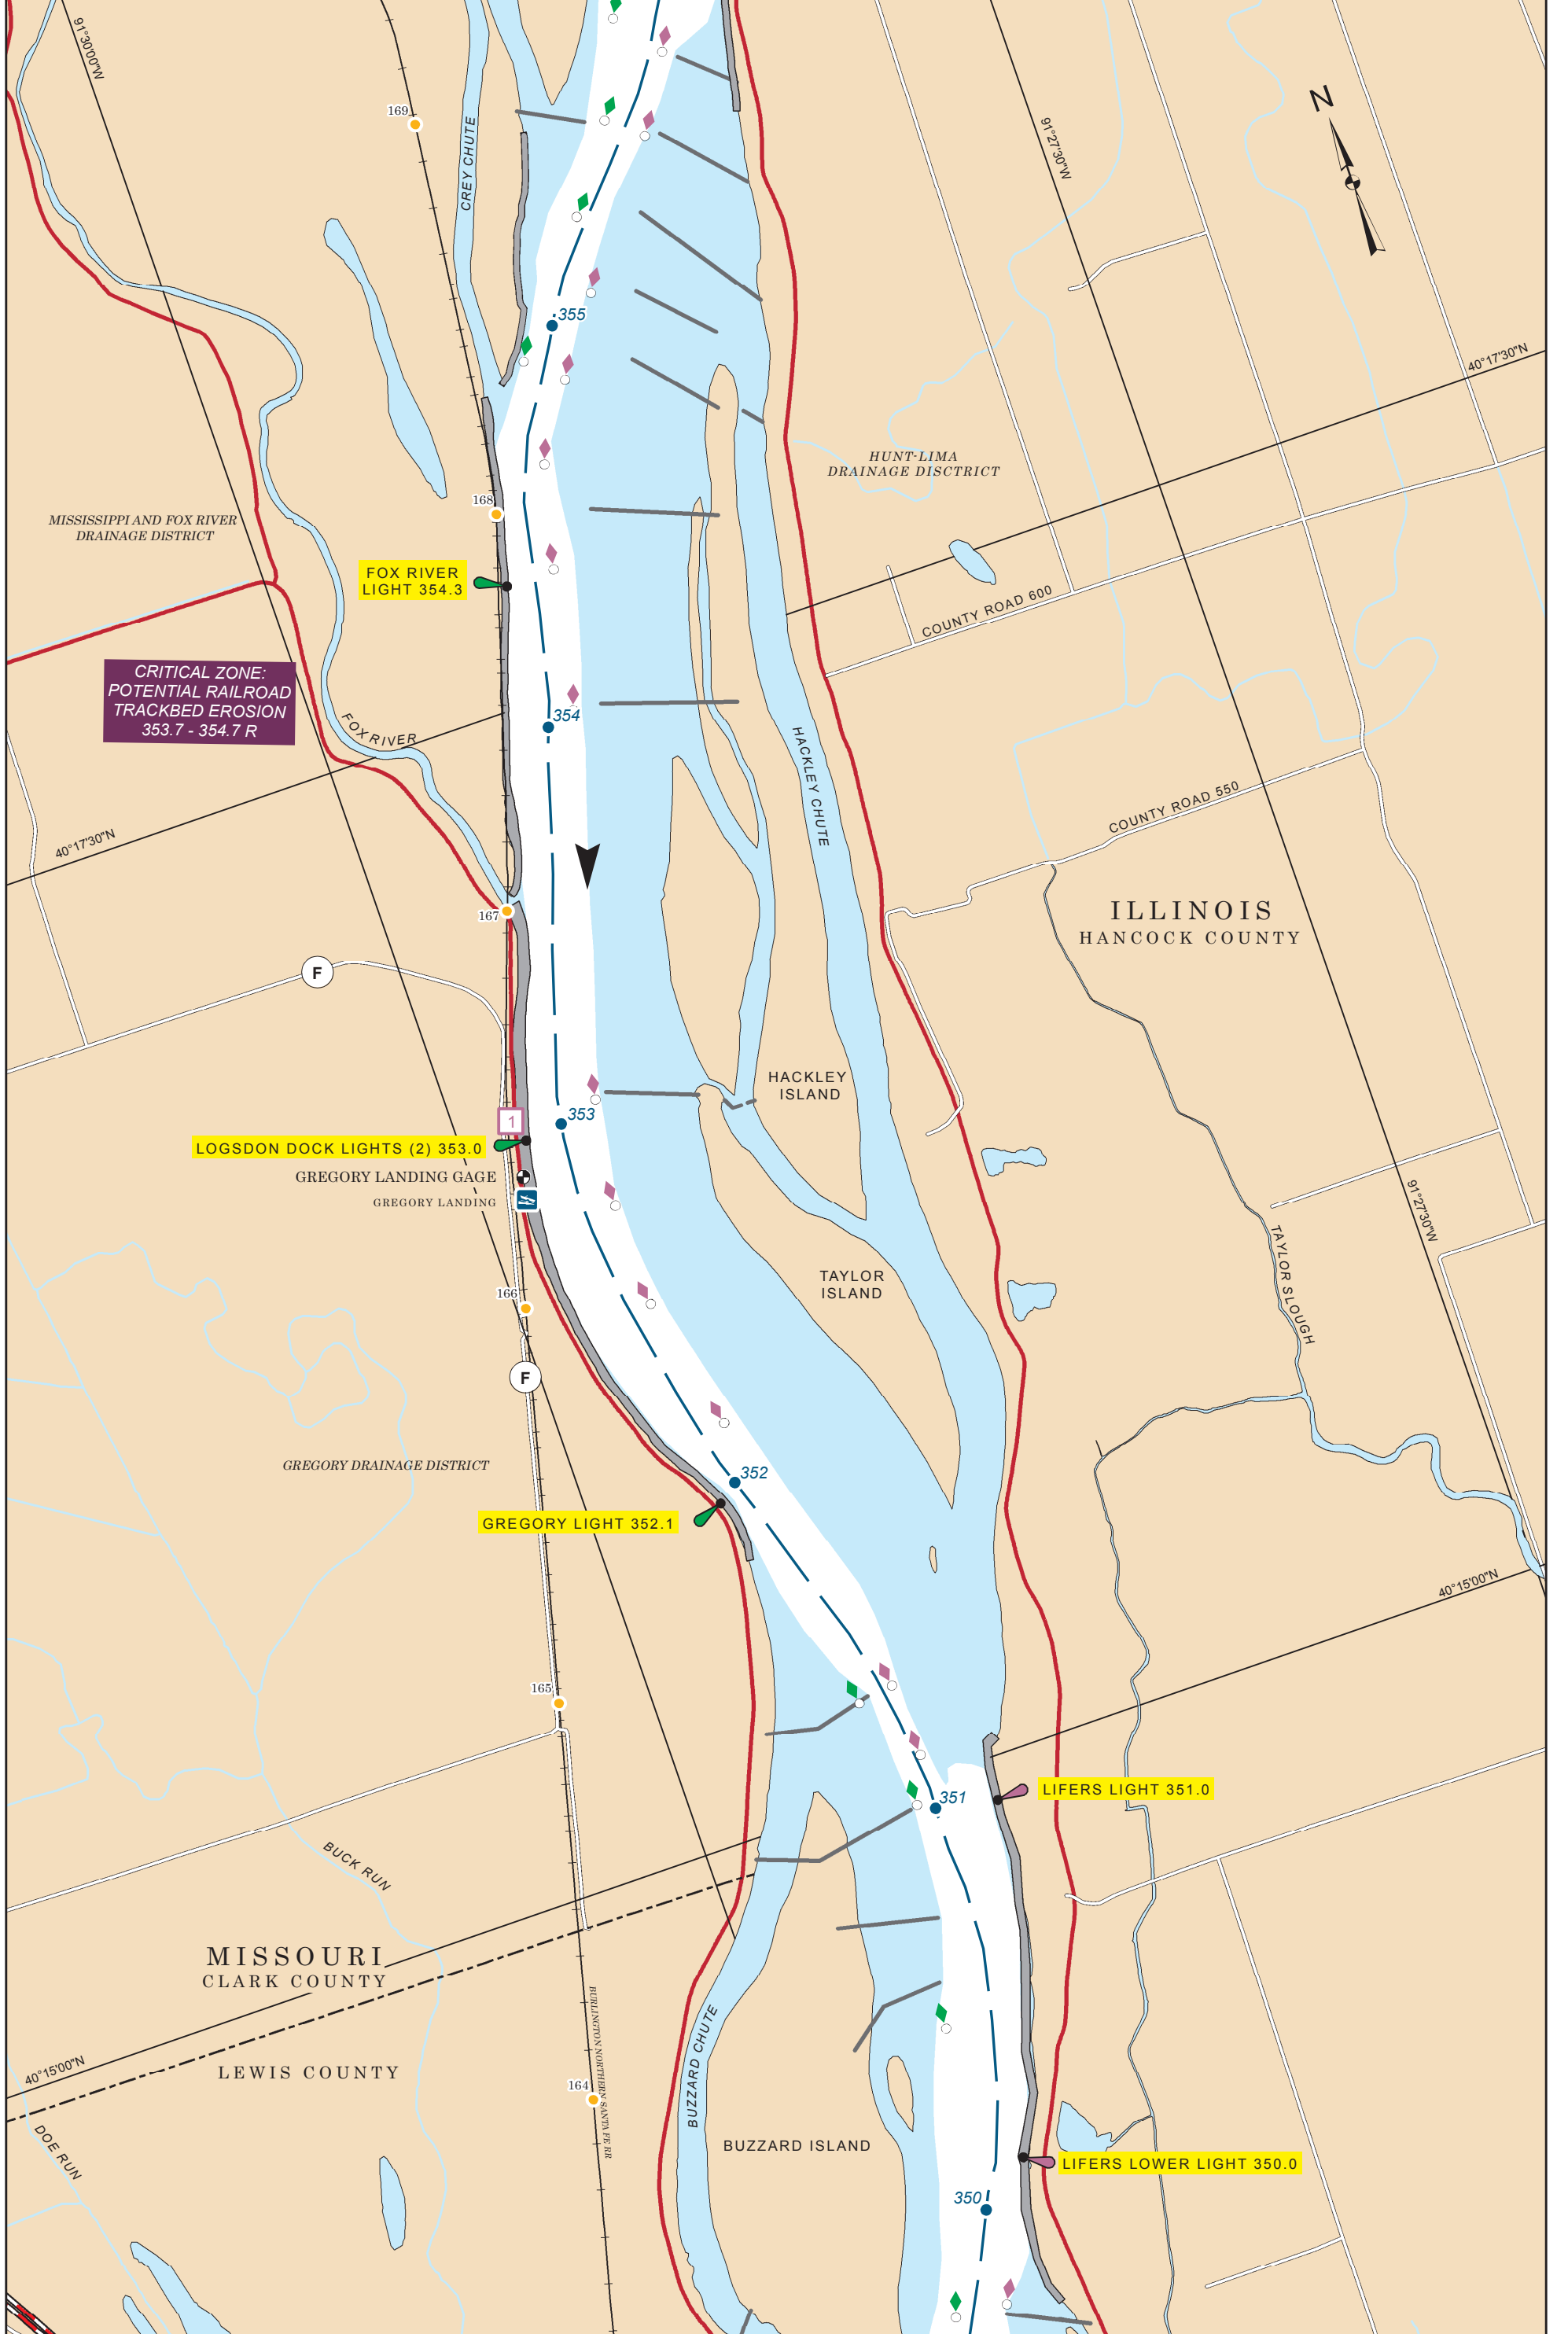 91°30'00"W
169
CREY CHUTE
91°27'30"W
N
355
40°17'30"N
HUNT-LIMA
DRAINAGE DISCTRICT
168
MISSISSIPPI AND FOX RIVER
DRAINAGE DISTRICT
FOX RIVER
LIGHT 354.3
COUNTY ROAD 600
CRITICAL ZONE:
POTENTIAL RAILROAD
TRACKBED EROSION
353.7 - 354.7 R
FOX RIVER
354
HACKLEY CHUTE
COUNTY ROAD 550
40°17'30"N
167
ILLINOIS
HANCOCK COUNTY
F
HACKLEY
ISLAND
1
353
LOGSDON DOCK LIGHTS (2) 353.0
GREGORY LANDING GAGE
GREGORY LANDING
91°27'30"W
TAYLOR SLOUGH
TAYLOR
ISLAND
166
F
GREGORY DRAINAGE DISTRICT
352
GREGORY LIGHT 352.1
40°15'00"N
165
351
LIFERS LIGHT 351.0
BUCK RUN
MISSOURI
CLARK COUNTY
BURLINGTON NORTHERN SANTA FE RR
BUZZARD CHUTE
40°15'00"N
LEWIS COUNTY
164
DOE RUN
BUZZARD ISLAND
LIFERS LOWER LIGHT 350.0
350